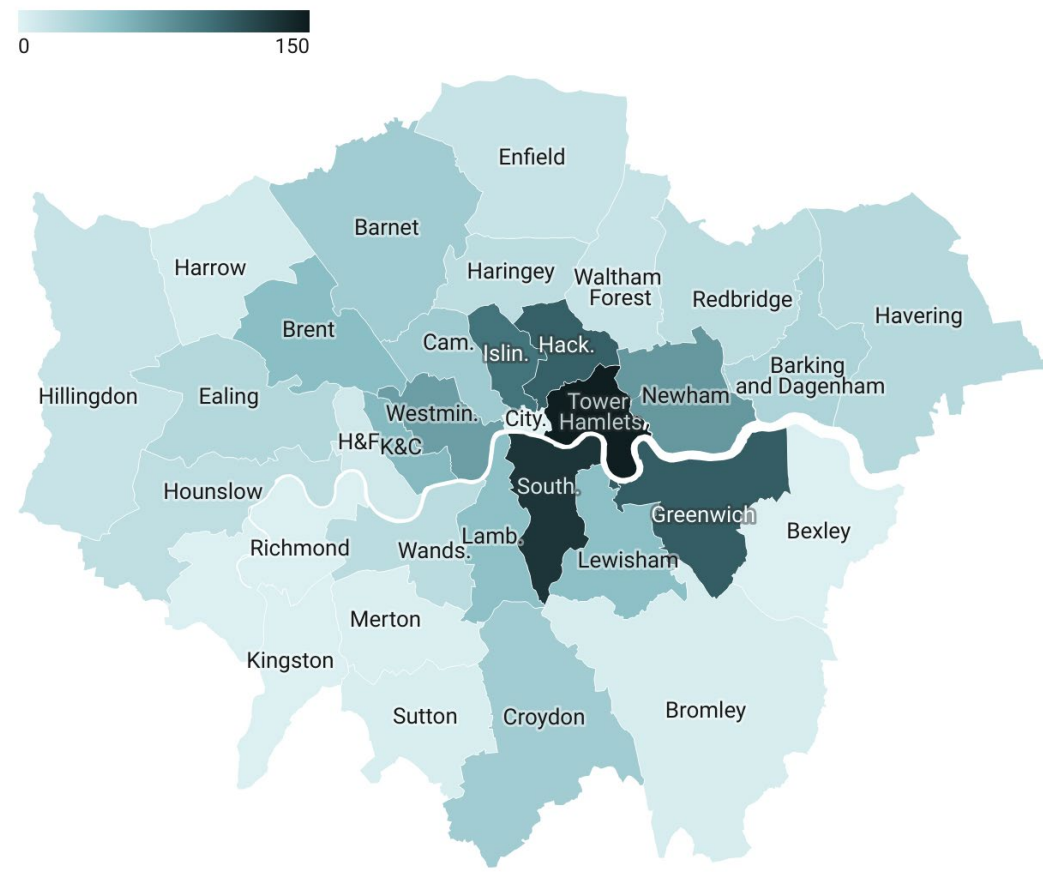 0
150
Enfield
Barnet
Harrow
Haringey
Waltham
Forest
Redbridge
Havering
Brent
Cam.
Islin.
Hack.
Barking
and Dagenham
Hillingdon
Ealing
Westmin.
City.
Tower
Hamlets
Newham
H&F
K&C
Hounslow
South.
Greenwich
Bexley
Richmond
Wands.
Lamb.
Lewisham
Merton
Kingston
Sutton
Croydon
Bromley